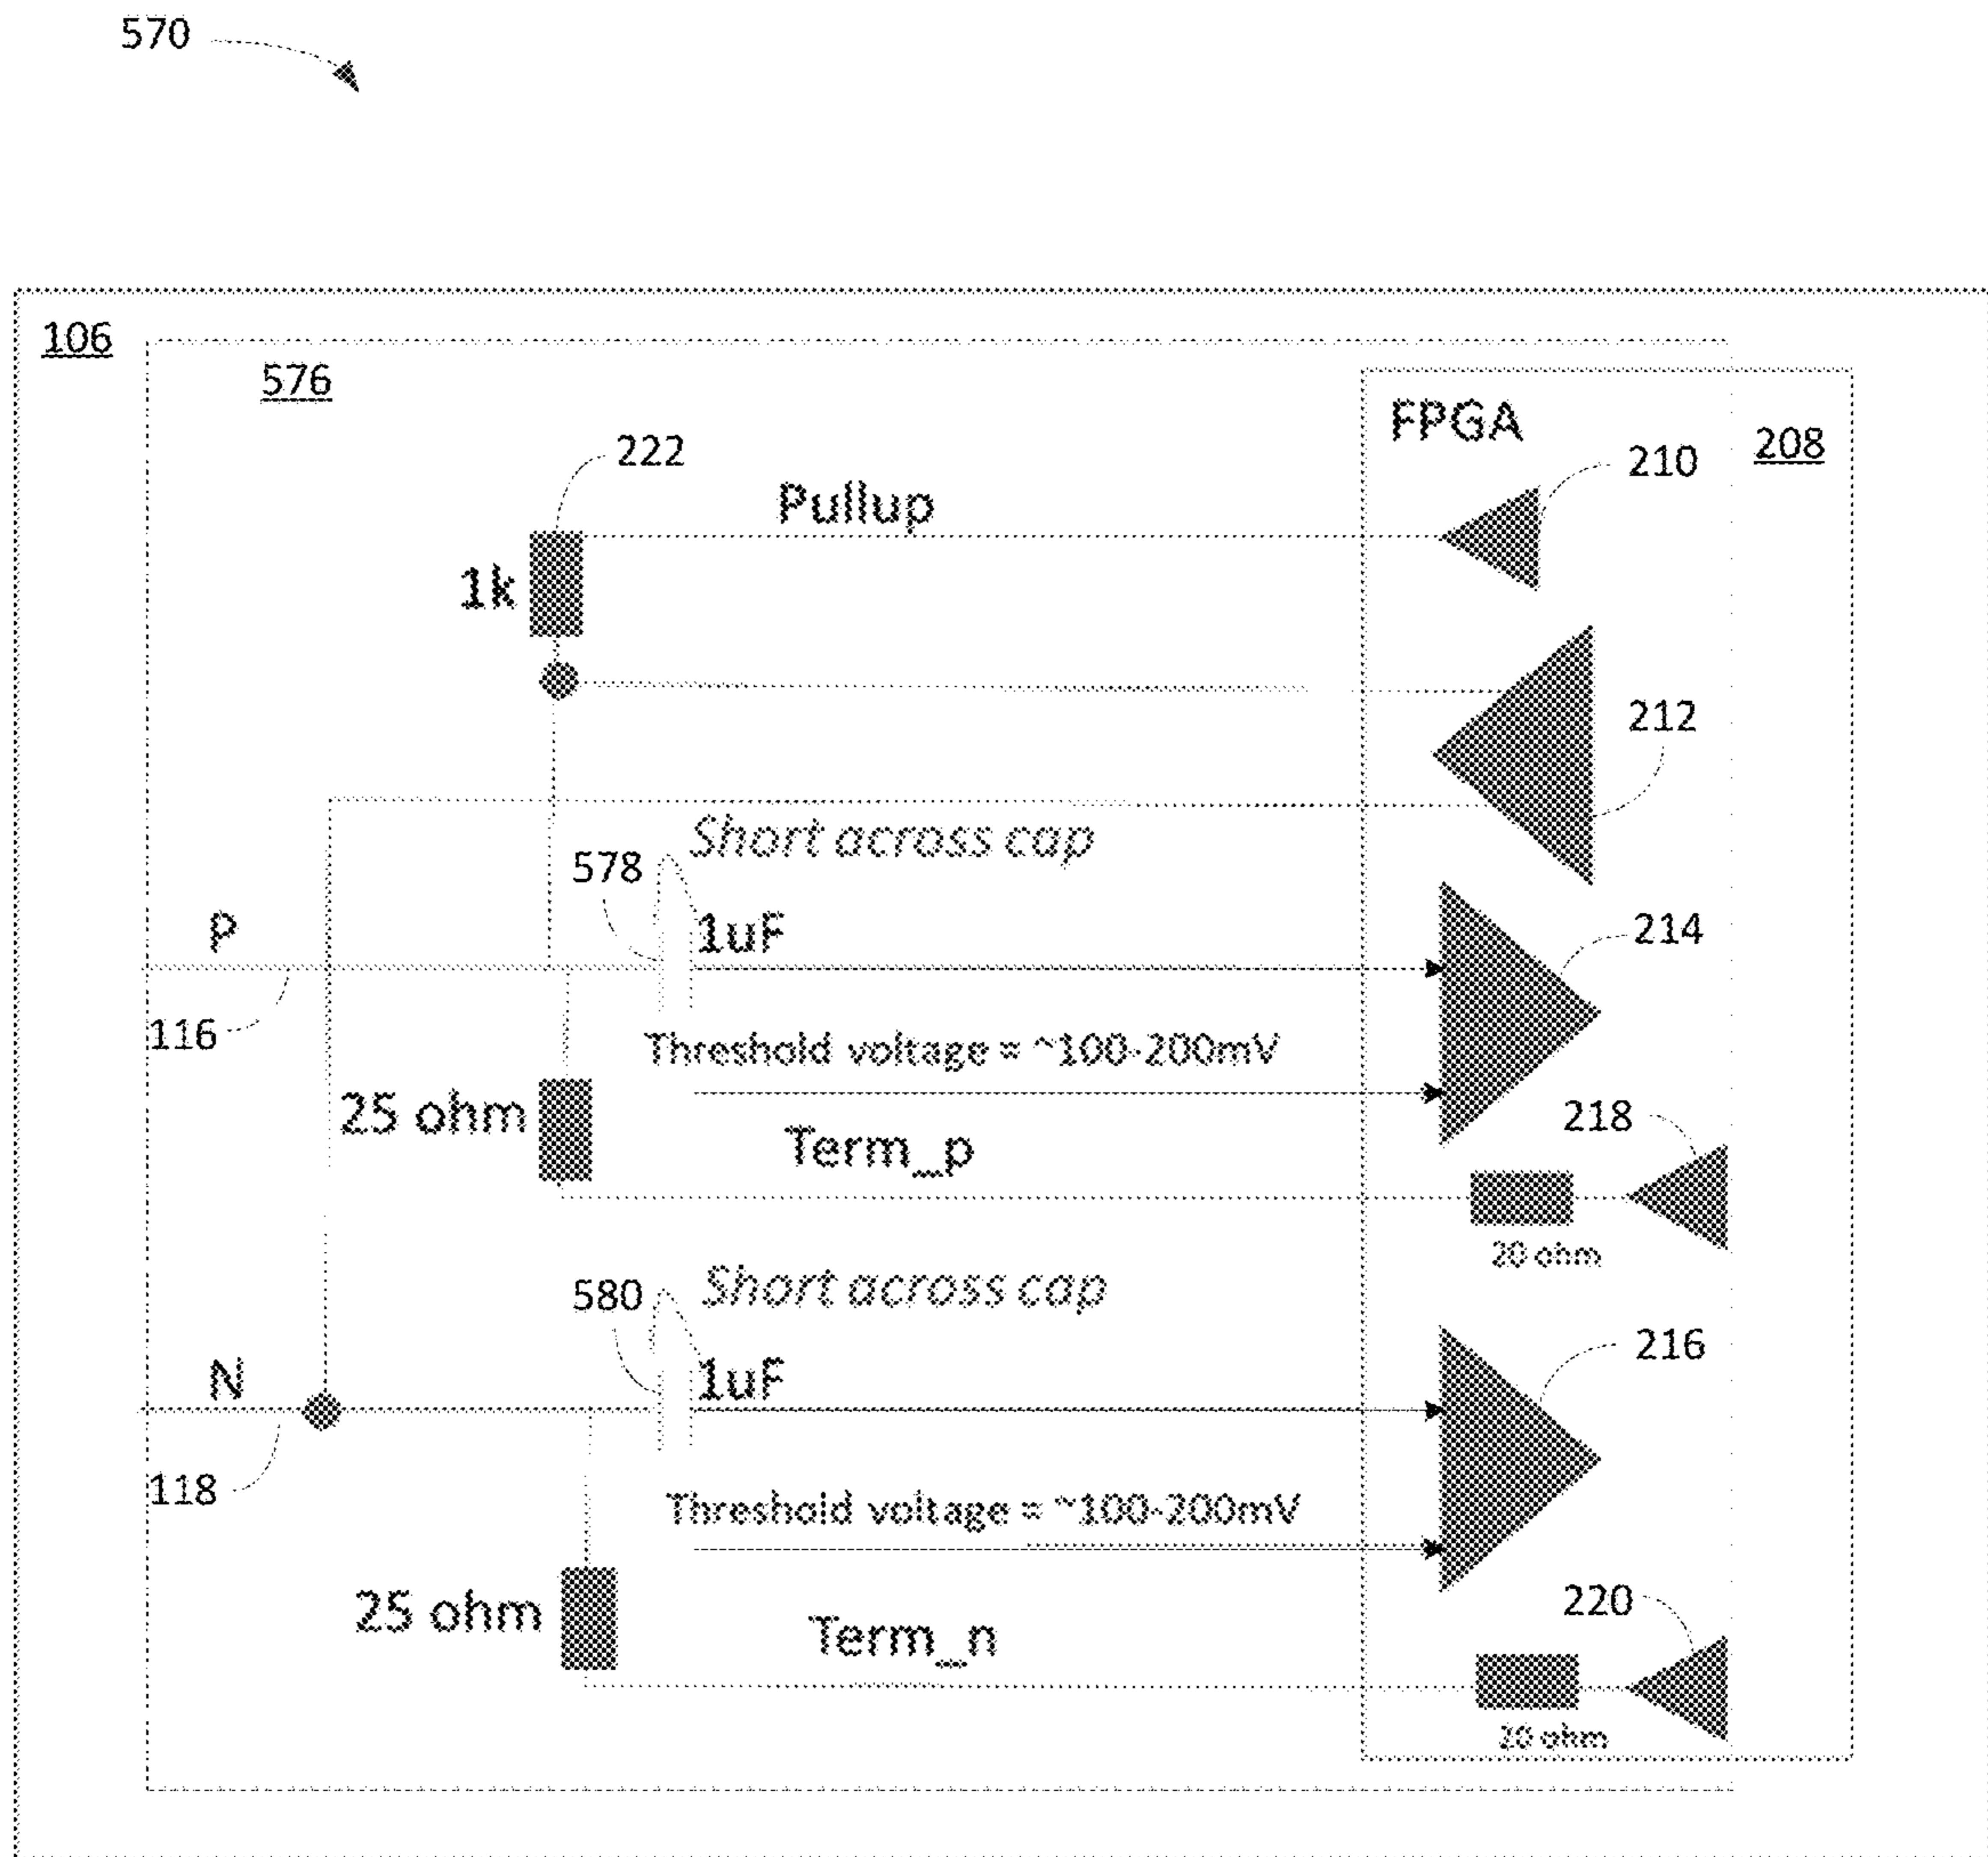 570
106
576
FPGA
208
222
210
Pullup
1k
212
Short across cap
578
P
1uF
214
116
Threshold voltage = ~100-200mV
25 ohm
218
Term_p
20 ohm
Short across cap
580
216
N
1uF
118
Threshold voltage = ~100-200mV
220
25 ohm
Term_n
20 ohm